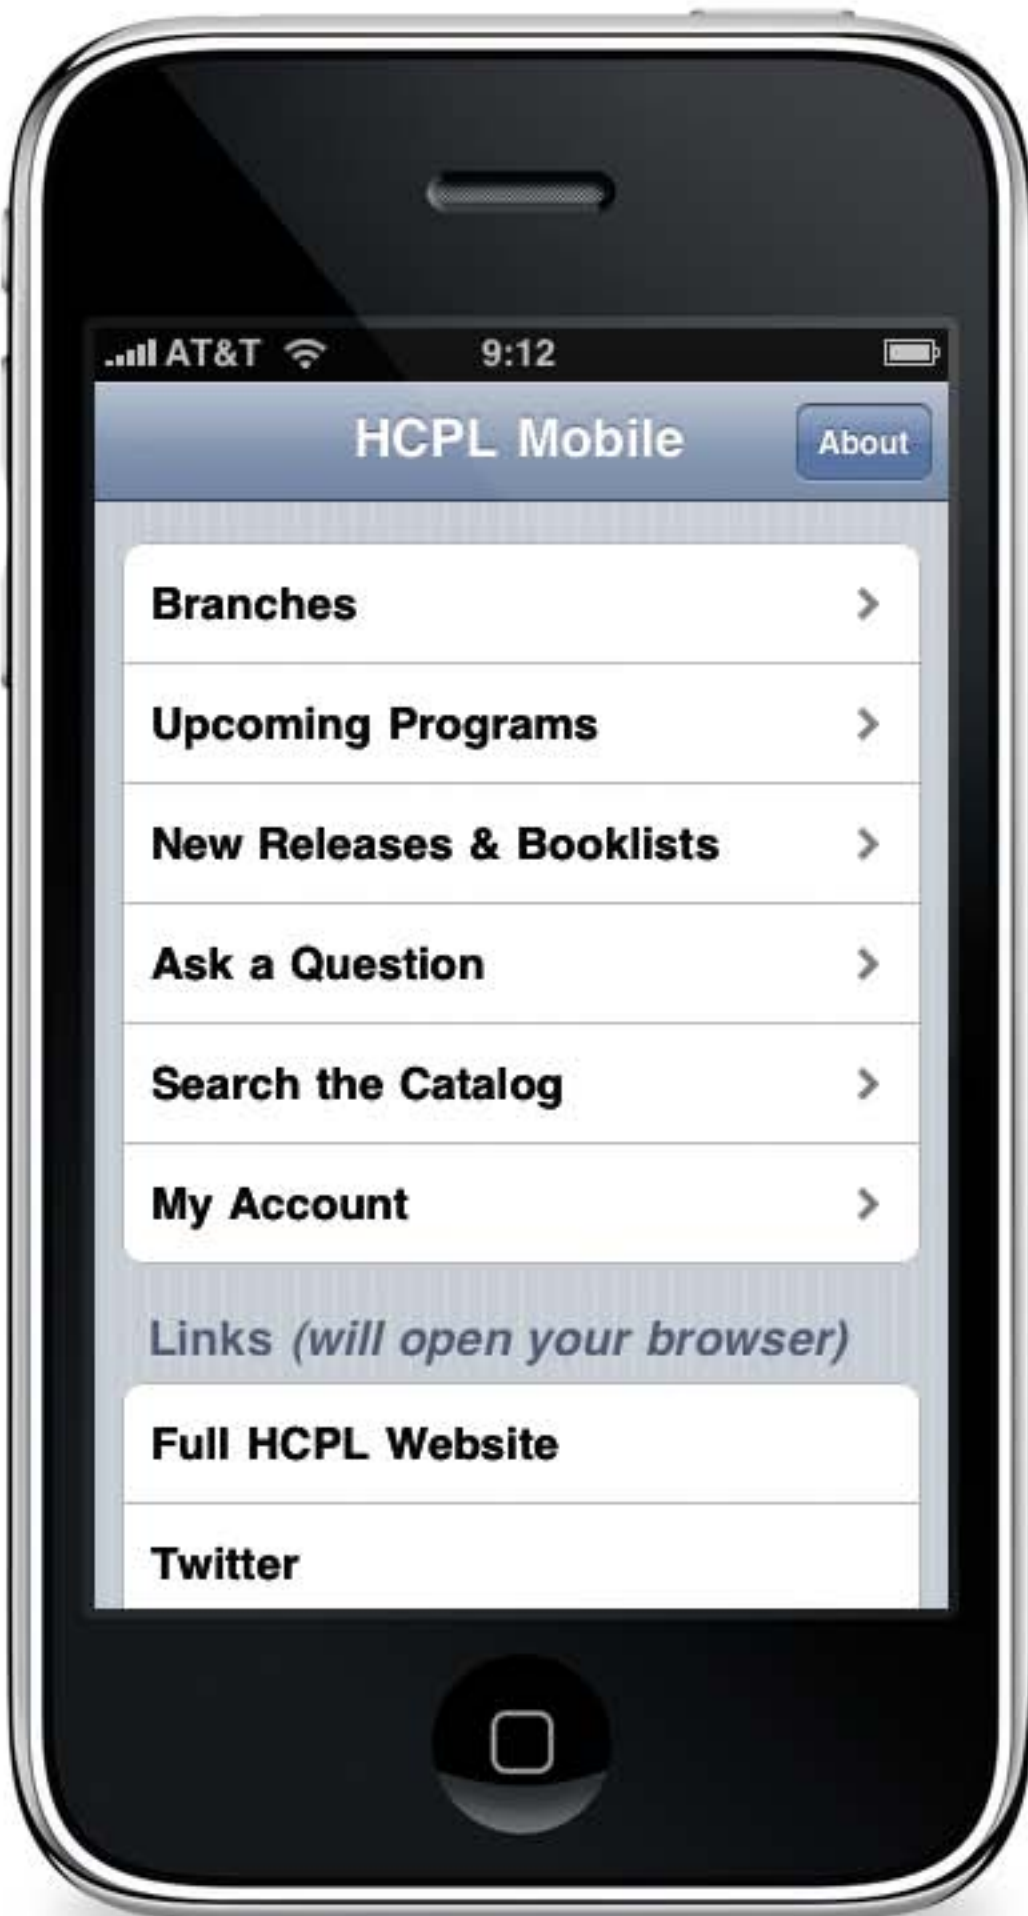 AT&T 9:12
HCPL Mobile About
Branches
Upcoming Programs
New Releases & Booklists
Ask a Question
Search the Catalog
My Account
Links (will open your browser)
Full HCPL Website
Twitter